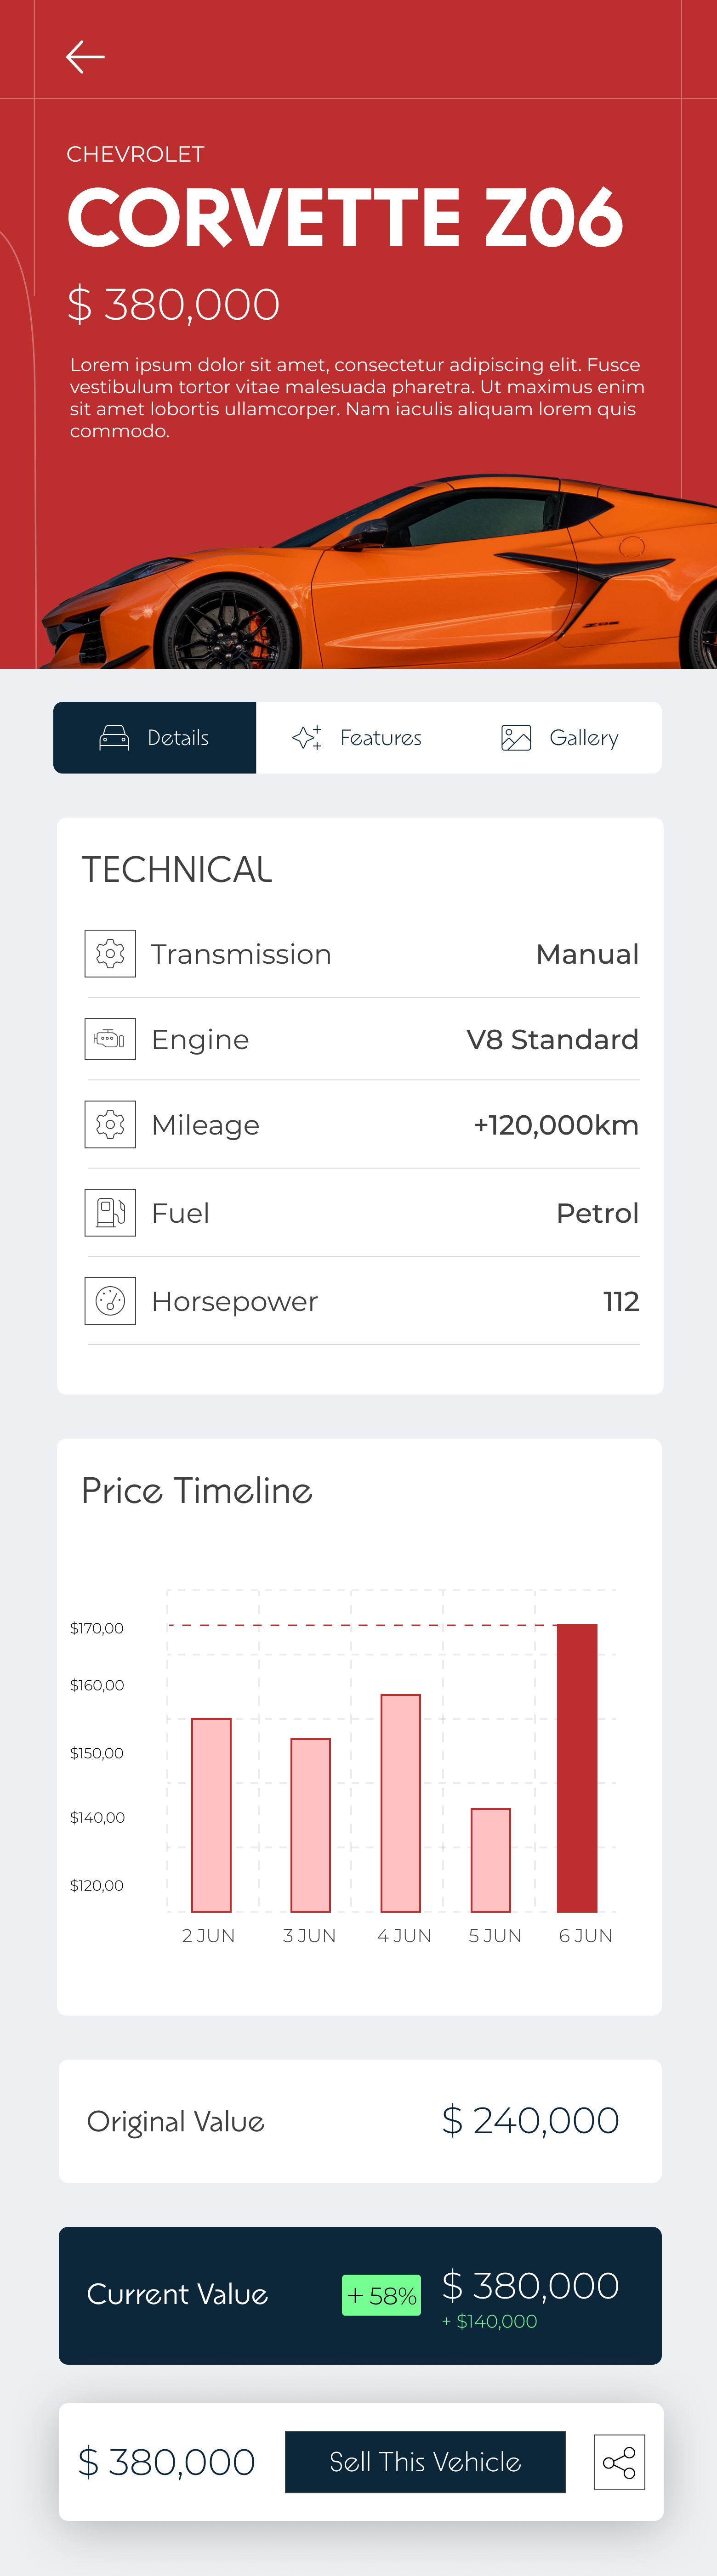 CHEVROLET
CORVETTE Z06
$ 380,000
Lorem ipsum dolor sit amet, consectetur adipiscing elit. Fusce
vestibulum tortor vitae malesuada pharetra. Ut maximus enim
sit amet lobortis ullamcorper. Nam iaculis aliquam lorem quis
commodo.
Details
Features
Gallery
TECHNICAL
Transmission Manual
Engine V8 Standard
Mileage +120,000km
Fuel Petrol
Horsepower 112
Price Timeline
$170,00
$160,00
$150,00
$140,00
$120,00
2 JUN 3 JUN 4 JUN 5 JUN 6 JUN
Original Value $ 240,000
Current Value + 58% $ 380,000
+ $140,000
$ 380,000 Sell This Vehicle